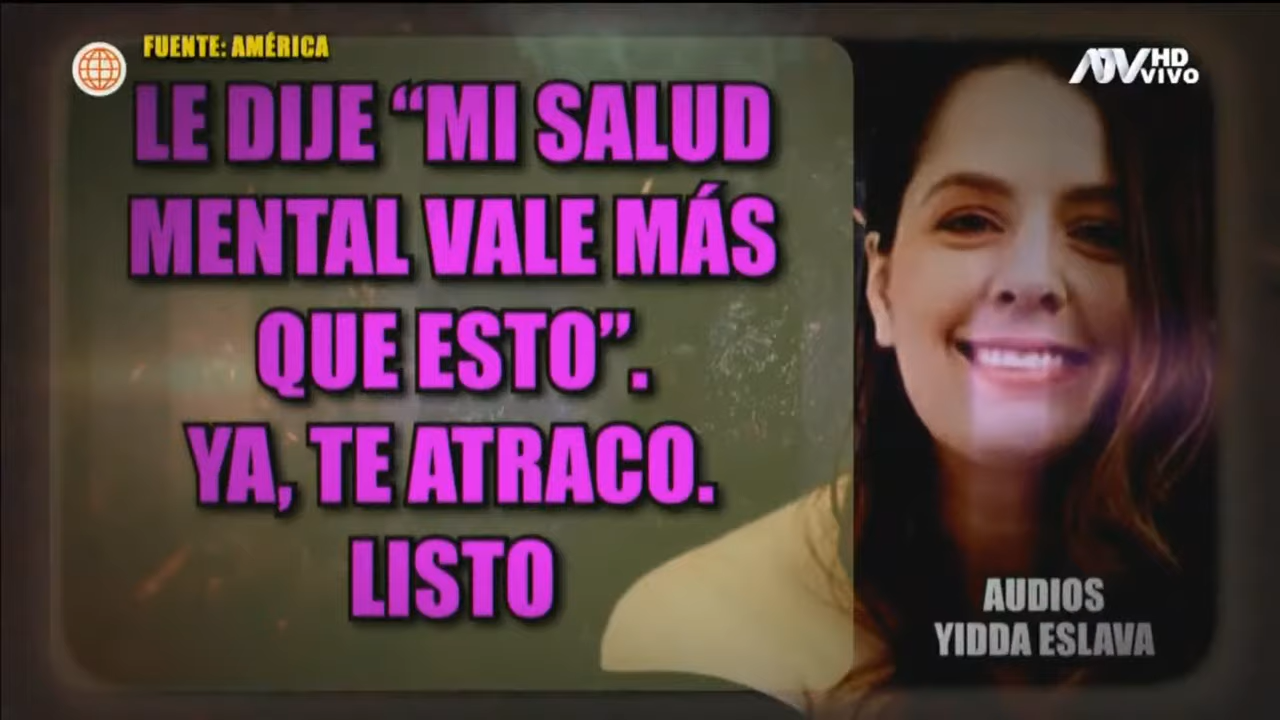 FUENTE: AMÉRICA
ATV HD
VIVO
LE DIJE “MI SALUD
MENTAL VALE MÁS
QUE ESTO”.
YA, TE ATRACO.
LISTO
AUDIOS
YIDDA ESLAVA